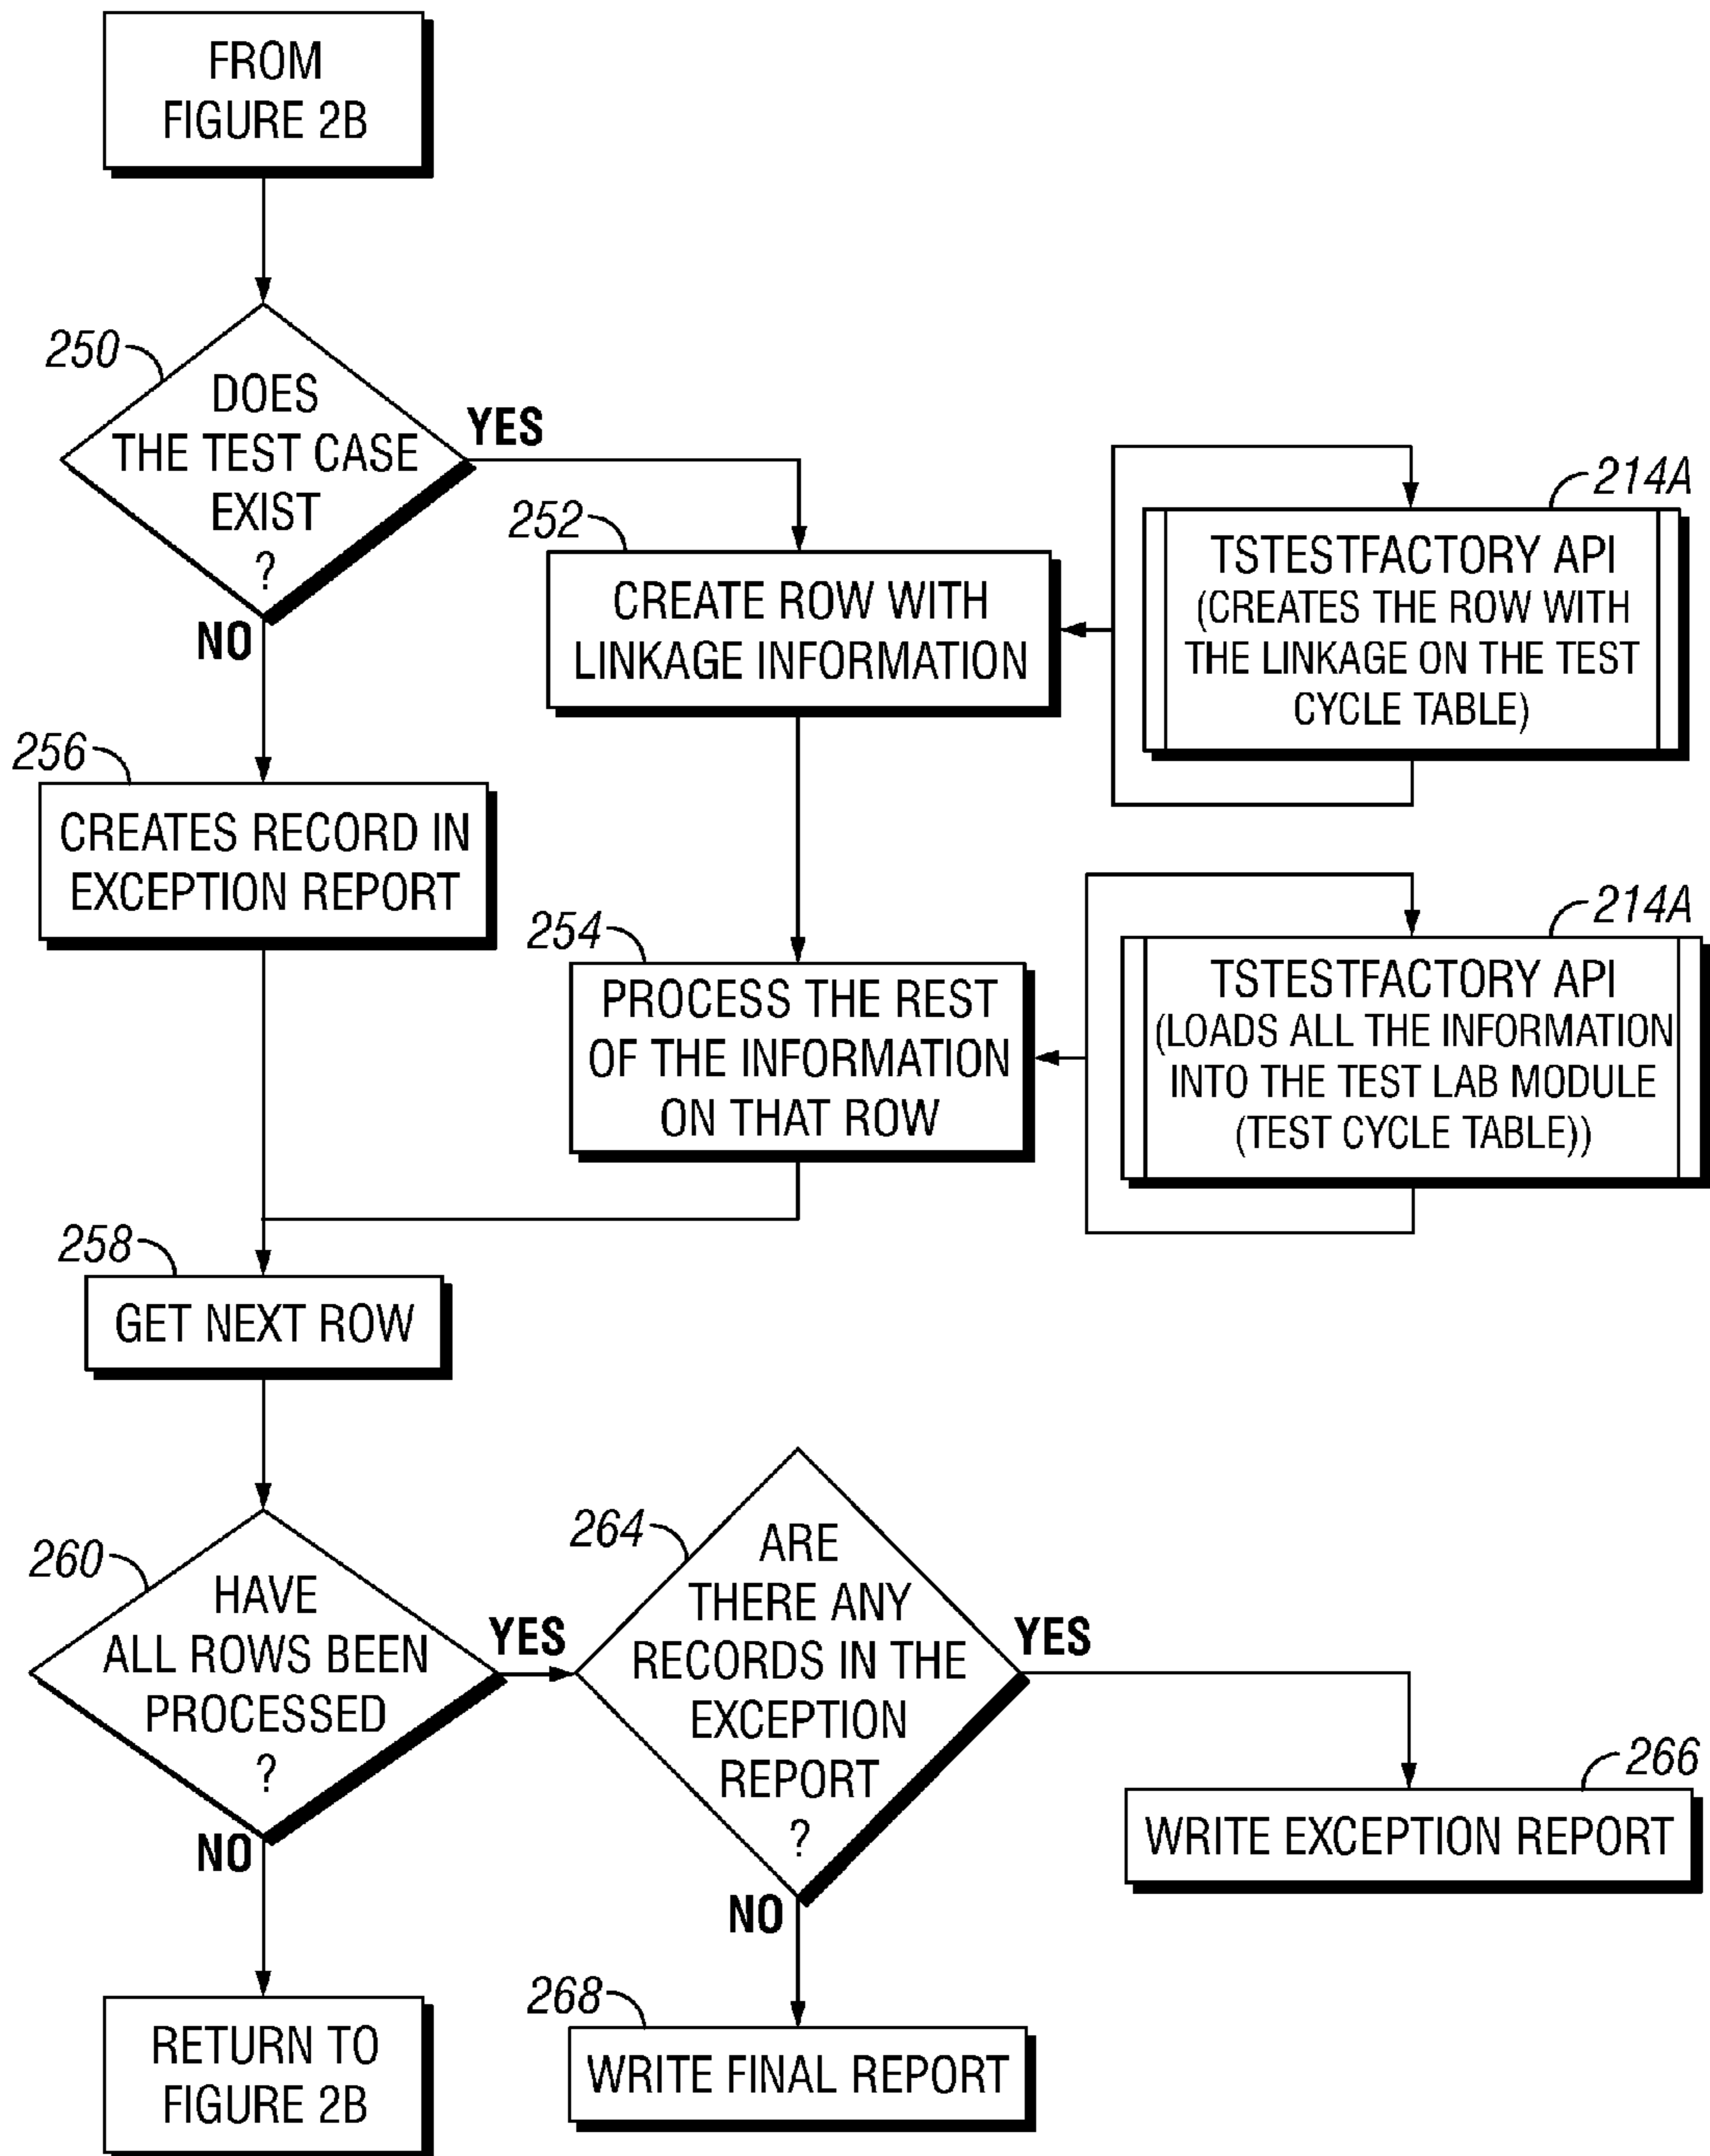 FROM
FIGURE 2B
250
DOES
THE TEST CASE
EXIST
?
YES
NO
252
CREATE ROW WITH
LINKAGE INFORMATION
214A
TSTESTFACTORY API
(CREATES THE ROW WITH
THE LINKAGE ON THE TEST
CYCLE TABLE)
256
CREATES RECORD IN
EXCEPTION REPORT
254
PROCESS THE REST
OF THE INFORMATION
ON THAT ROW
214A
TSTESTFACTORY API
(LOADS ALL THE INFORMATION
INTO THE TEST LAB MODULE
(TEST CYCLE TABLE))
258
GET NEXT ROW
260
HAVE
ALL ROWS BEEN
PROCESSED
?
YES
NO
264
ARE
THERE ANY
RECORDS IN THE
EXCEPTION
REPORT
?
YES
NO
266
WRITE EXCEPTION REPORT
RETURN TO
FIGURE 2B
268
WRITE FINAL REPORT